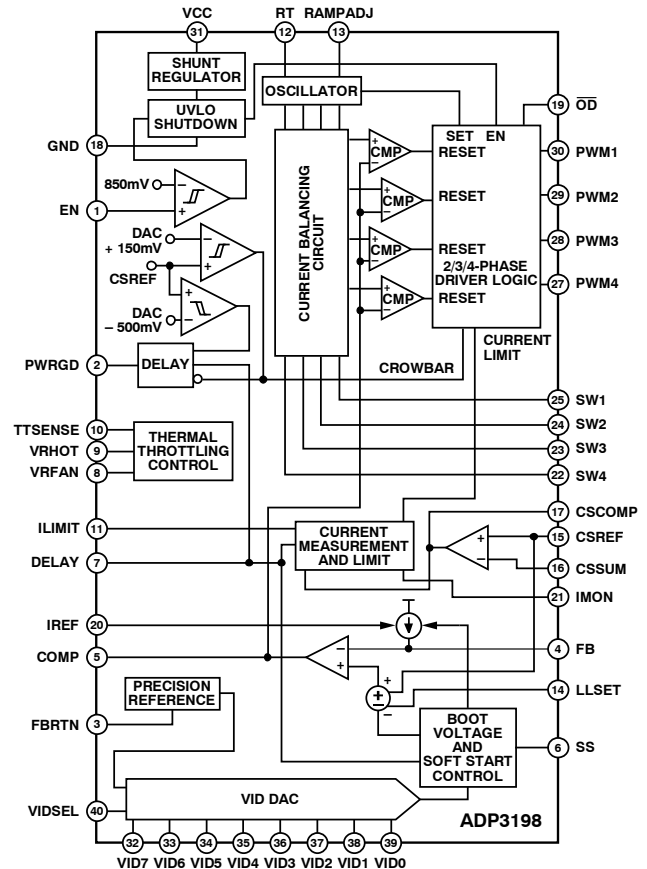 VCC
RT
RAMPADJ
31
12
13
SHUNT
REGULATOR
OSCILLATOR
UVLO
SHUTDOWN
19
OD
GND
18
SET EN
CMP
RESET
30
PWM1
850mV
EN
1
CMP
RESET
29
PWM2
DAC
+ 150mV
CSREF
CURRENT BALANCING
CIRCUIT
CMP
RESET
28
PWM3
2/3/4-PHASE
DRIVER LOGIC
CMP
RESET
27
PWM4
DAC
– 500mV
CURRENT
LIMIT
PWRGD
2
DELAY
CROWBAR
25
SW1
24
SW2
23
SW3
22
SW4
TTSENSE
10
VRHOT
9
VRFAN
8
THERMAL
THROTTLING
CONTROL
17
CSCOMP
ILIMIT
11
CURRENT
MEASUREMENT
AND LIMIT
15
CSREF
DELAY
7
16
CSSUM
21
IMON
IREF
20
COMP
5
4
FB
PRECISION
REFERENCE
14
LLSET
FBRTN
3
BOOT
VOLTAGE
AND
SOFT START
CONTROL
6
SS
VIDSEL
40
VID DAC
ADP3198
32
33
34
35
36
37
38
39
VID7
VID6
VID5
VID4
VID3
VID2
VID1
VID0